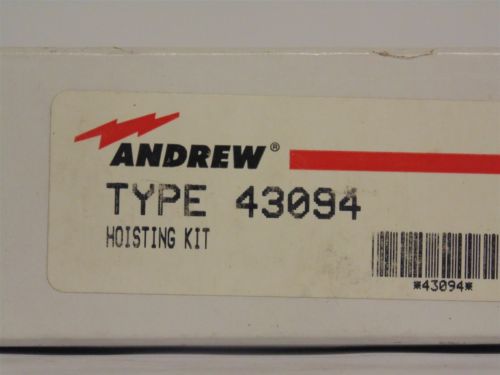 ANDREW®
TYPE 43094
HOISTING KIT
*43094*